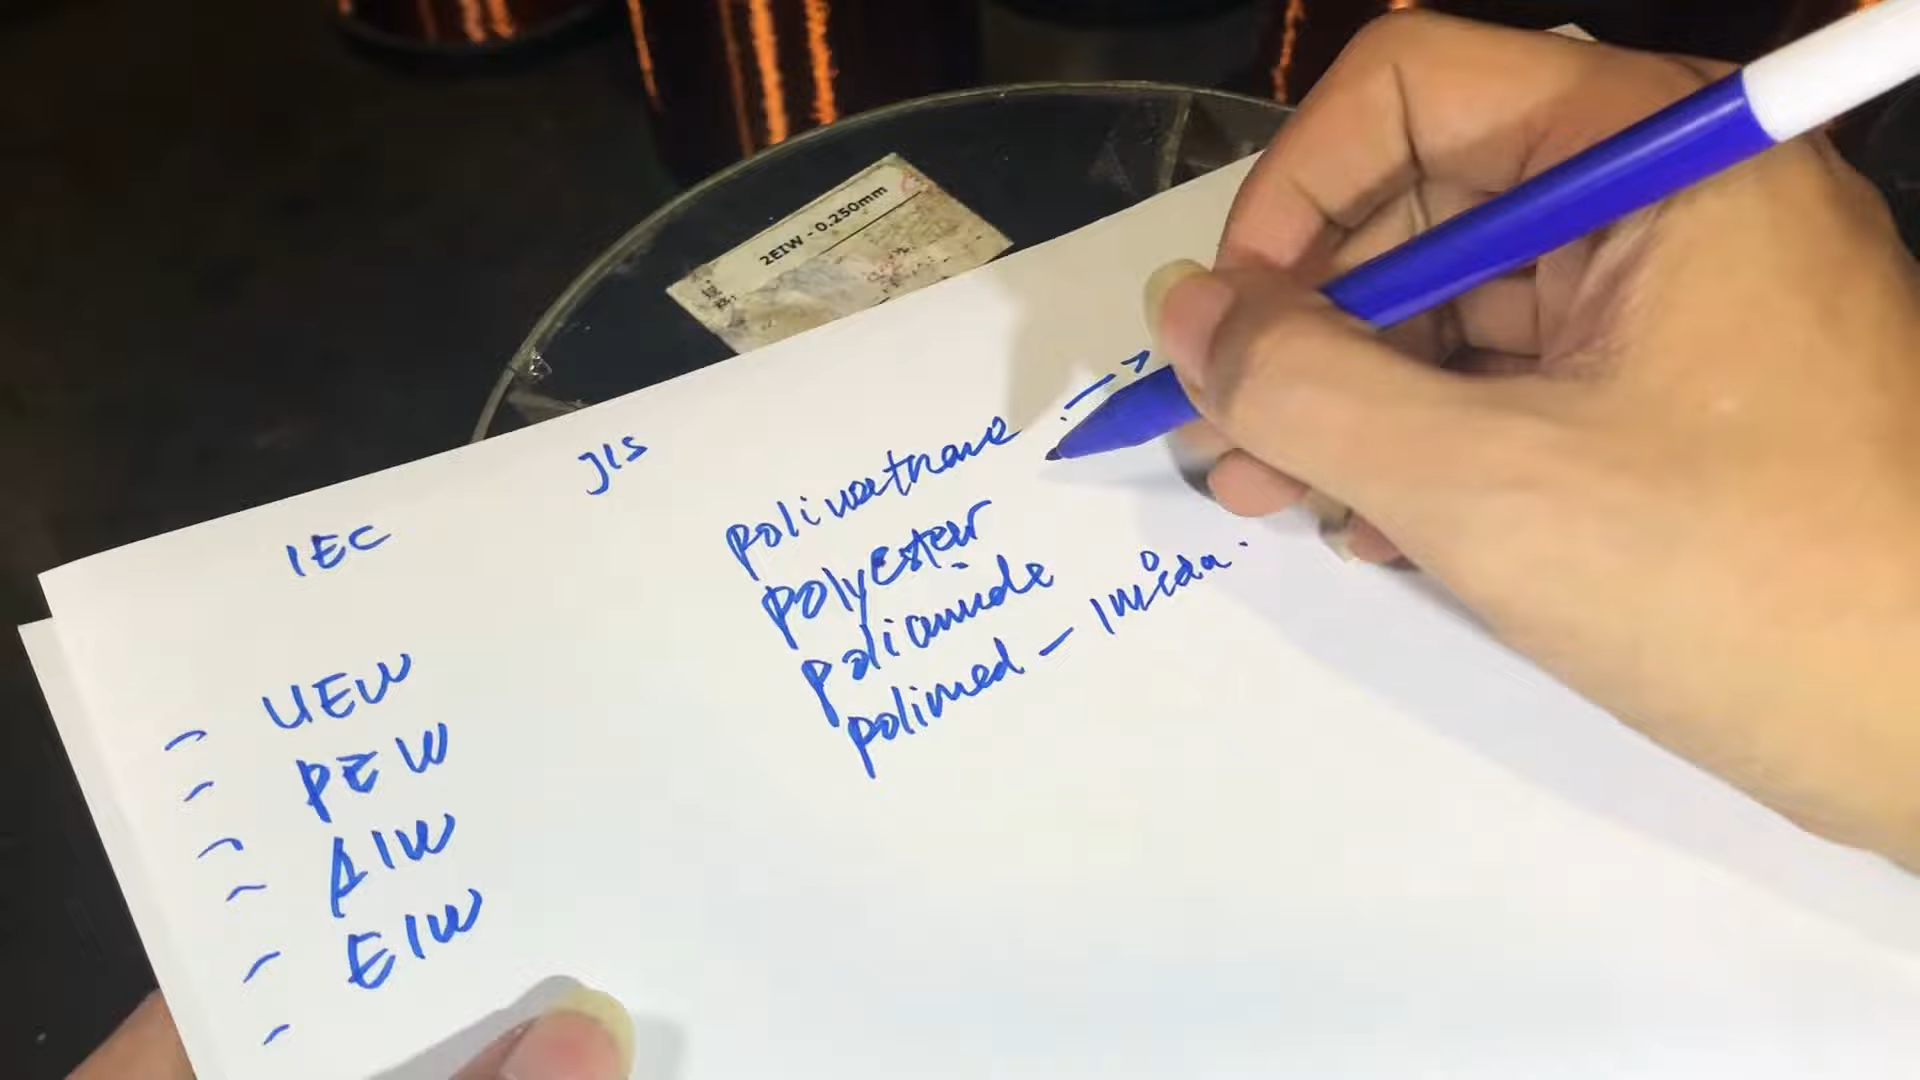 2EIW - 0.250mm
IEC
JIS
UEW
PEW
AIW
EIW
poliurethane : ->
polyester
poliamide
polimed - Imida.